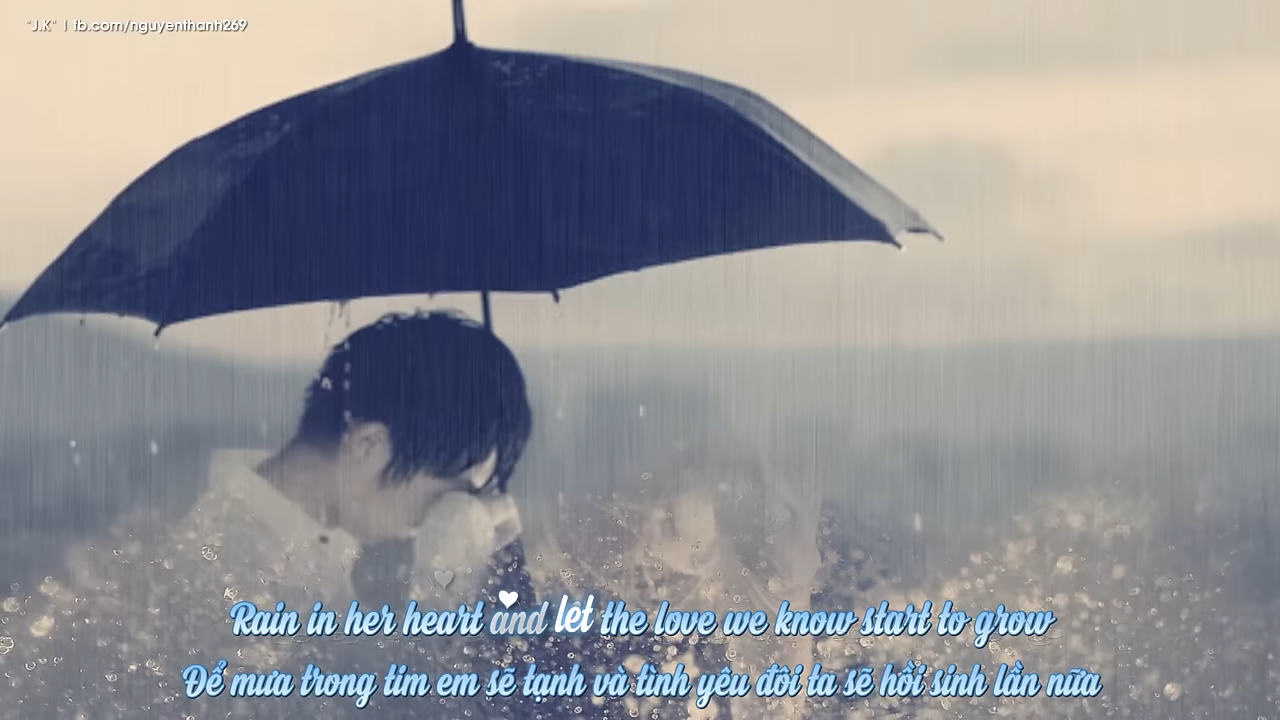 "J.K" | fb.com/nguyenthanh269
Rain in her heart and let the love we know start to grow
Để mưa trong tim em sẽ tạnh và tình yêu đôi ta sẽ hồi sinh lần nữa